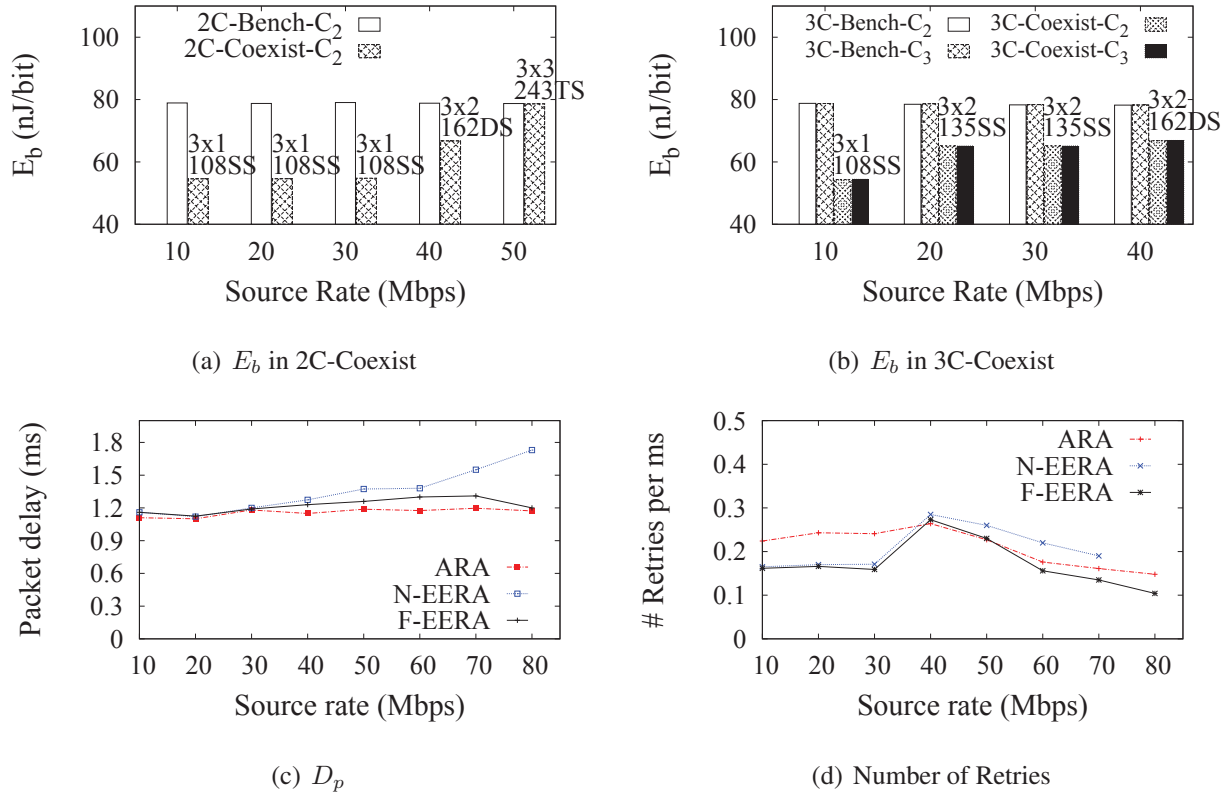 2C-Bench-C2
2C-Coexist-C2
3x1
108SS
3x1
108SS
3x1
108SS
3x2
162DS
3x3
243TS
100
80
60
40
E_b (nJ/bit)
10 20 30 40 50
Source Rate (Mbps)
(a) E_b in 2C-Coexist
3C-Bench-C2
3C-Bench-C3
3C-Coexist-C2
3C-Coexist-C3
3x1
108SS
3x2
135SS
3x2
135SS
3x2
162DS
100
80
60
40
E_b (nJ/bit)
10 20 30 40
Source Rate (Mbps)
(b) E_b in 3C-Coexist
1.8
1.5
1.2
0.9
0.6
0.3
0
Packet delay (ms)
ARA
N-EERA
F-EERA
10 20 30 40 50 60 70 80
Source rate (Mbps)
(c) D_p
0.5
0.4
0.3
0.2
0.1
0
# Retries per ms
ARA
N-EERA
F-EERA
10 20 30 40 50 60 70 80
Source rate (Mbps)
(d) Number of Retries